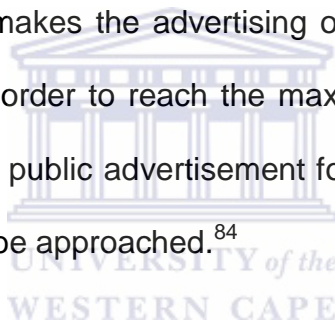 makes the advertising o
order to reach the max
public advertisement fo
be approached.84
UNIVERSITY of the
WESTERN CAPE